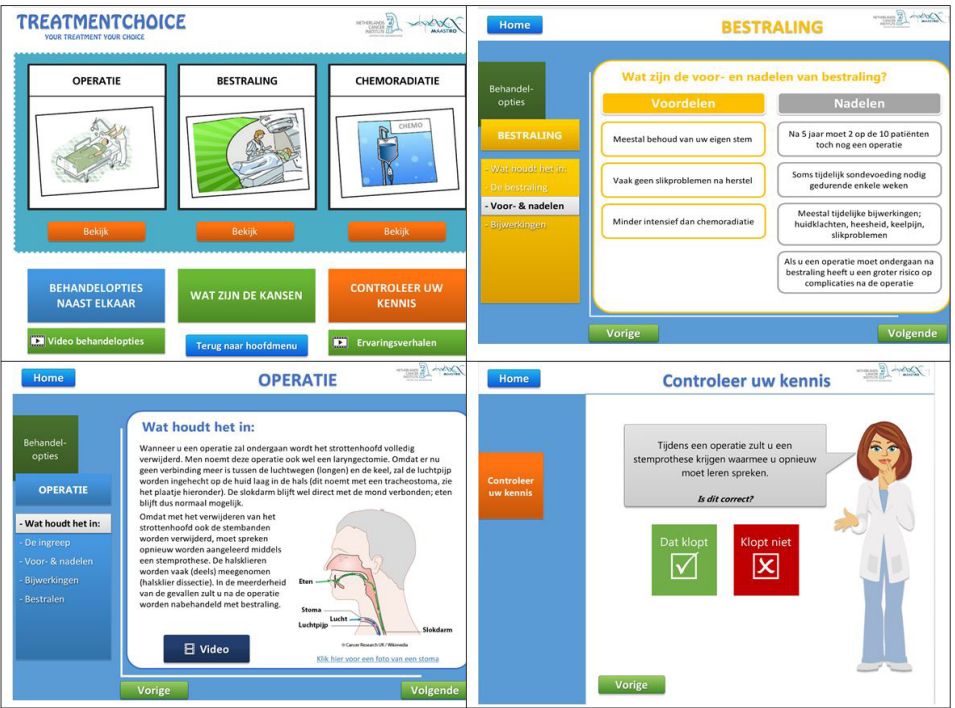 TREATMENTCHOICE
YOUR TREATMENT YOUR CHOICE
NETHERLANDS
CANCER
INSTITUTE
MAASTRO
OPERATIE
BESTRALING
CHEMORADIATIE
CHEMO
Bekijk
Bekijk
Bekijk
BEHANDELOPTIES
NAAST ELKAAR
WAT ZIJN DE KANSEN
CONTROLEER UW
KENNIS
Video behandelopties
Terug naar hoofdmenu
Ervaringsverhalen
Home
BESTRALING
Behandel-
opties
BESTRALING
- Wat houdt het in:
- De bestraling
- Voor- & nadelen
- Bijwerkingen
Wat zijn de voor- en nadelen van bestraling?
Voordelen
Nadelen
Meestal behoud van uw eigen stem
Vaak geen slikproblemen na herstel
Minder intensief dan chemoradiatie
Na 5 jaar moet 2 op de 10 patiënten
toch nog een operatie
Soms tijdelijk sondevoeding nodig
gedurende enkele weken
Meestal tijdelijke bijwerkingen;
huidklachten, heesheid, keelpijn,
slikproblemen
Als u een operatie moet ondergaan na
bestraling heeft u een groter risico op
complicaties na de operatie
Vorige
Volgende
Home
OPERATIE
Behandel-
opties
OPERATIE
- Wat houdt het in:
- De ingreep
- Voor- & nadelen
- Bijwerkingen
- Bestralen
Wat houdt het in:
Wanneer u een operatie zal ondergaan wordt het strottenhoofd volledig
verwijderd. Men noemt deze operatie ook wel een laryngectomie. Omdat er nu
geen verbinding meer is tussen de luchtwegen (longen) en de keel, zal de luchtpijp
worden ingehecht op de huid laag in de hals (dit noemt met een tracheostoma, zie
het plaatje hieronder). De slokdarm blijft wel direct met de mond verbonden; eten
blijft dus normaal mogelijk.
Omdat met het verwijderen van het
strottenhoofd ook de stembanden
worden verwijderd, moet spreken
opnieuw worden aangeleerd middels
een stemprothese. De halsklieren
worden vaak (deels) meegenomen
(halsklier dissectie). In de meerderheid
van de gevallen zult u na de operatie
worden nabehandeld met bestraling.
Eten
Stoma
Lucht
Luchtpijp
Slokdarm
© Cancer Research UK / Wikimedia
Video
Klik hier voor een foto van een stoma
Vorige
Volgende
Home
Controleer uw kennis
Controleer
uw kennis
Tijdens een operatie zult u een
stemprothese krijgen waarmee u opnieuw
moet leren spreken.
Is dit correct?
Dat klopt
Klopt niet
Vorige